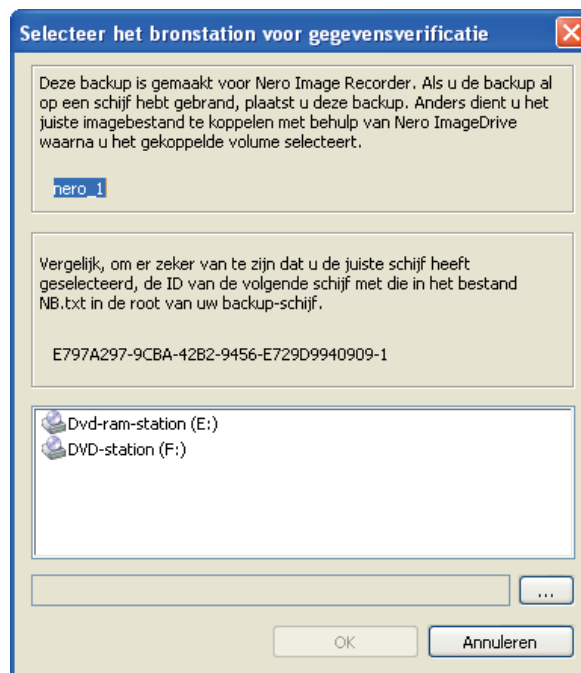 Selecteer het bronstation voor gegevensverificatie
Deze backup is gemaakt voor Nero Image Recorder. Als u de backup al
op een schijf hebt gebrand, plaatst u deze backup. Anders dient u het
juiste imagebestand te koppelen met behulp van Nero ImageDrive
waarna u het gekoppelde volume selecteert.
nero_1
Vergelijk, om er zeker van te zijn dat u de juiste schijf heeft
geselecteerd, de ID van de volgende schijf met die in het bestand
NB.txt in de root van uw backup-schijf.
E797A297-9CBA-42B2-9456-E729D9940909-1
Dvd-ram-station (E:)
DVD-station (F:)
...
OK
Annuleren